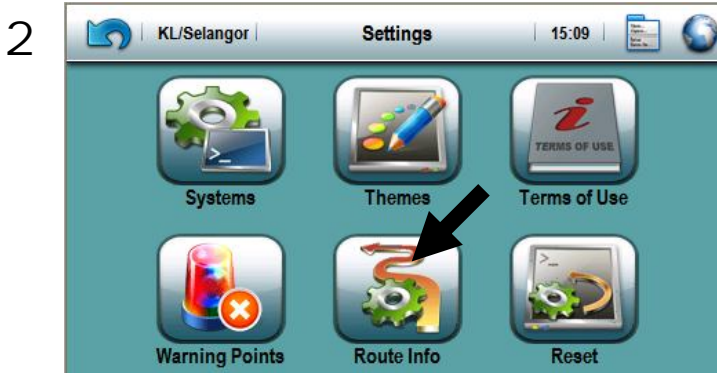 2
KL/Selangor Settings 15:09
>_
TERMS OF USE
Systems Themes Terms of Use
>_
Warning Points Route Info Reset